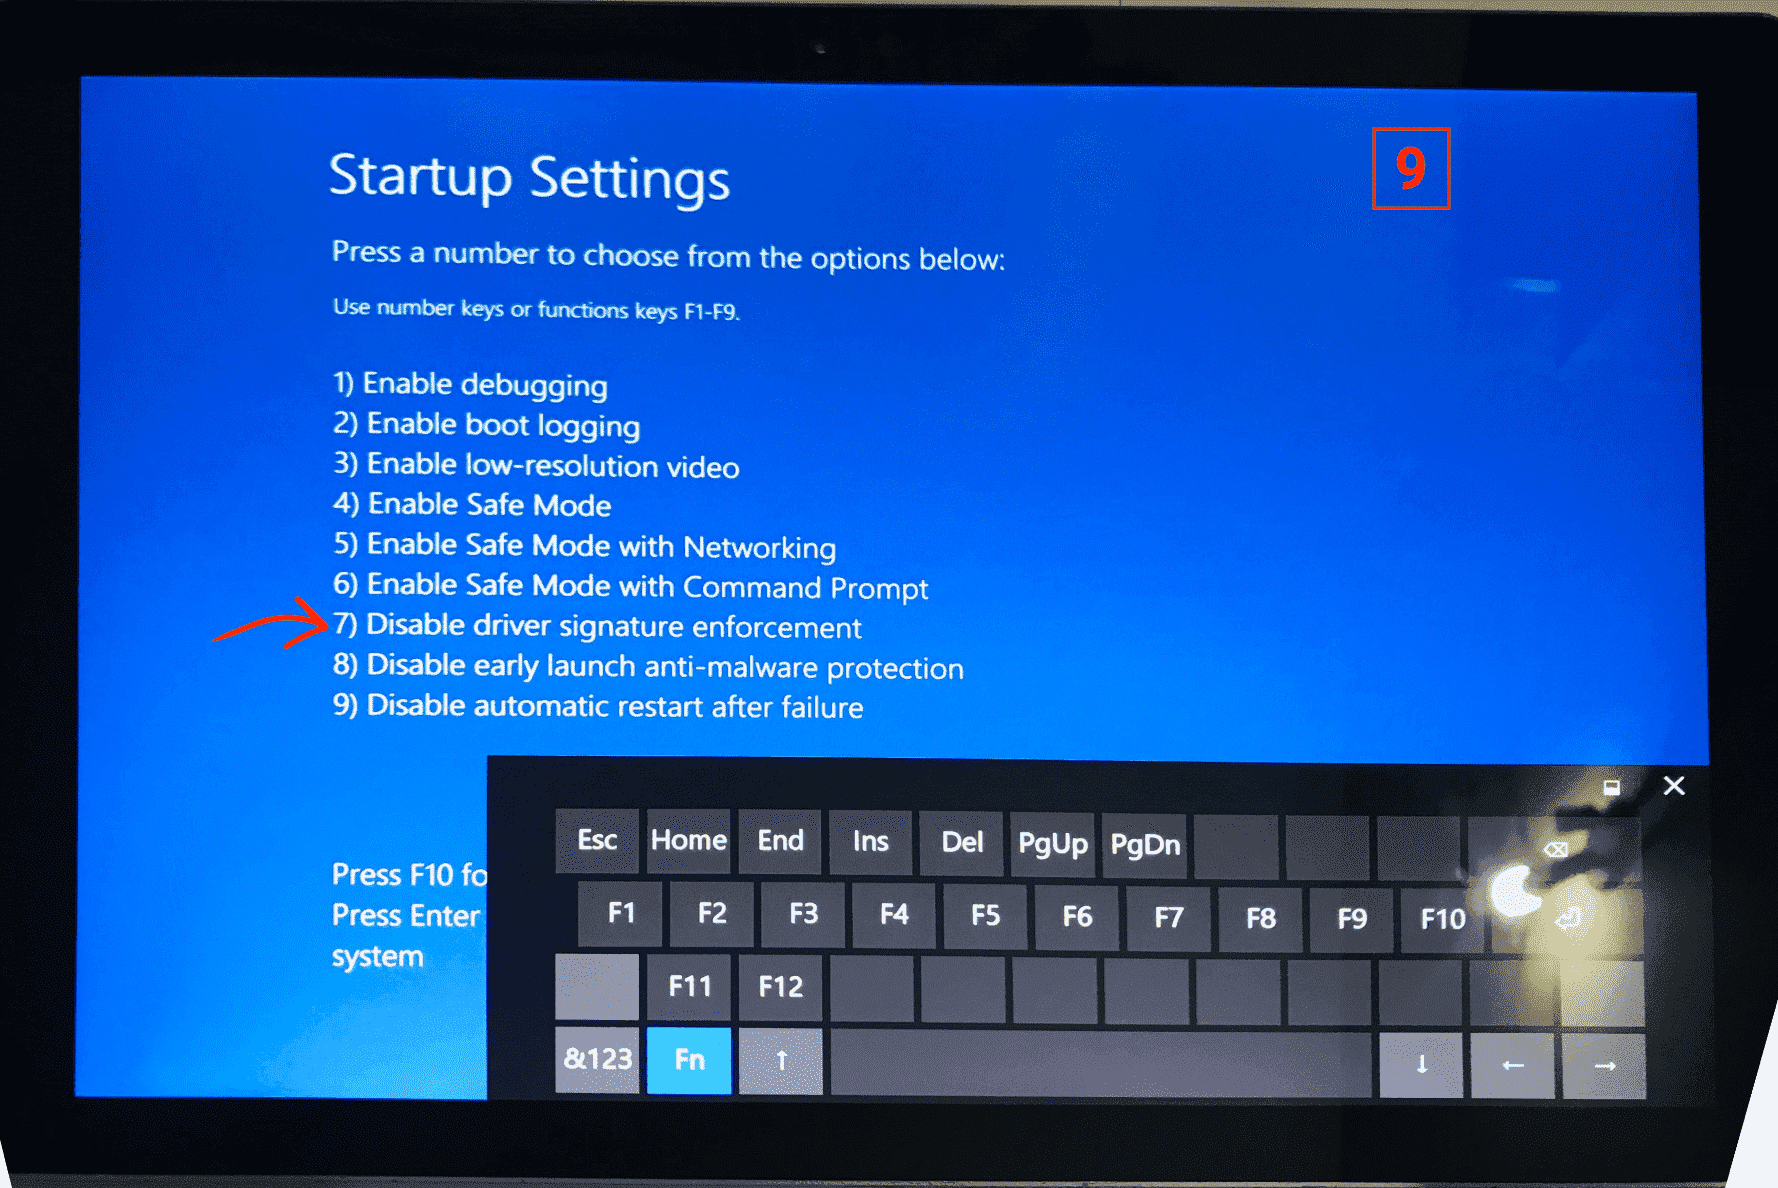 Startup Settings
9
Press a number to choose from the options below:
Use number keys or functions keys F1-F9.
1) Enable debugging
2) Enable boot logging
3) Enable low-resolution video
4) Enable Safe Mode
5) Enable Safe Mode with Networking
6) Enable Safe Mode with Command Prompt
7) Disable driver signature enforcement
8) Disable early launch anti-malware protection
9) Disable automatic restart after failure
Press F10 fo
Press Enter
system
Esc Home End Ins Del PgUp PgDn
F1 F2 F3 F4 F5 F6 F7 F8 F9 F10
F11 F12
&123 Fn ↑ ↓ ← →